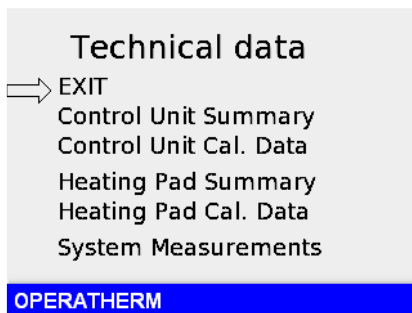 Technical data
EXIT
Control Unit Summary
Control Unit Cal. Data
Heating Pad Summary
Heating Pad Cal. Data
System Measurements
OPERATHERM